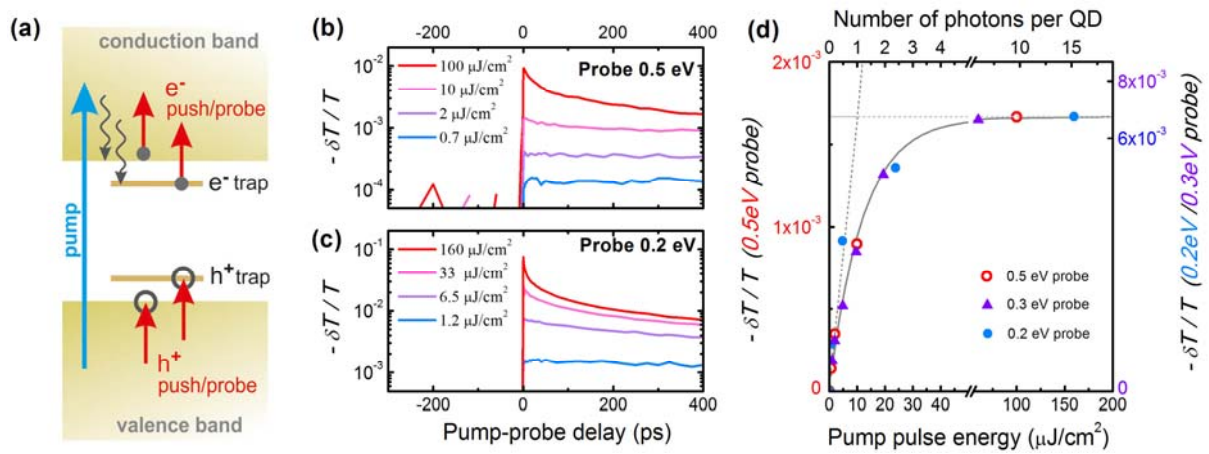 (a)
conduction band
e-
push/probe
e- trap
pump
h+ trap
h+
push/probe
valence band
(b)
-200 0 200 400
10-2
10-3
10-4
- δT / T
Probe 0.5 eV
100 μJ/cm2
10 μJ/cm2
2 μJ/cm2
0.7 μJ/cm2
(c)
10-1
10-2
10-3
- δT / T
Probe 0.2 eV
160 μJ/cm2
33 μJ/cm2
6.5 μJ/cm2
1.2 μJ/cm2
-200 0 200 400
Pump-probe delay (ps)
(d)
Number of photons per QD
0 1 2 3 4 5 10 15
2x10-3
1x10-3
0
- δT / T (0.5eV probe)
8x10-3
6x10-3
0
- δT / T (0.2eV /0.3eV probe)
0.5 eV probe
0.3 eV probe
0.2 eV probe
0 10 20 30 40 100 150 200
Pump pulse energy (μJ/cm2)